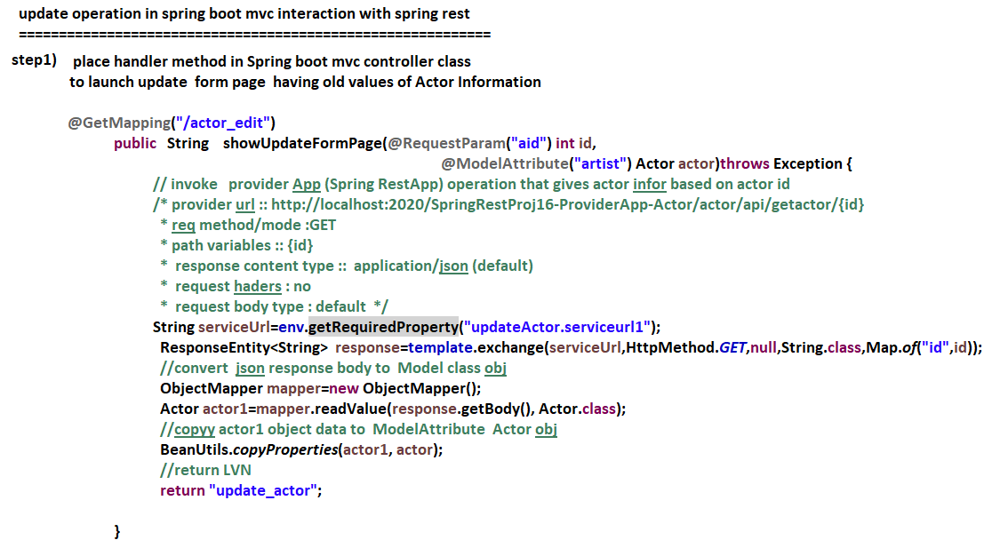 update operation in spring boot mvc interaction with spring rest
===========================================================
step1) place handler method in Spring boot mvc controller class
to launch update form page having old values of Actor Information
@GetMapping("/actor_edit")
public String showUpdateFormPage(@RequestParam("aid") int id,
@ModelAttribute("artist") Actor actor)throws Exception {
// invoke provider App (Spring RestApp) operation that gives actor infor based on actor id
/* provider url :: http://localhost:2020/SpringRestProj16-ProviderApp-Actor/actor/api/getactor/{id}
* req method/mode :GET
* path variables :: {id}
* response content type :: application/json (default)
* request haders : no
* request body type : default */
String serviceUrl=env.getRequiredProperty("updateActor.serviceurl1");
ResponseEntity<String> response=template.exchange(serviceUrl,HttpMethod.GET,null,String.class,Map.of("id",id));
//convert json response body to Model class obj
ObjectMapper mapper=new ObjectMapper();
Actor actor1=mapper.readValue(response.getBody(), Actor.class);
//copyy actor1 object data to ModelAttribute Actor obj
BeanUtils.copyProperties(actor1, actor);
//return LVN
return "update_actor";
}